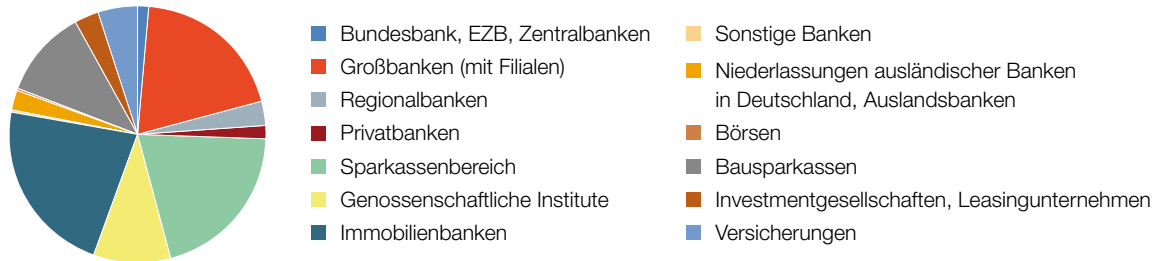 Bundesbank, EZB, Zentralbanken
Großbanken (mit Filialen)
Regionalbanken
Privatbanken
Sparkassenbereich
Genossenschaftliche Institute
Immobilienbanken
Sonstige Banken
Niederlassungen ausländischer Banken
in Deutschland, Auslandsbanken
Börsen
Bausparkassen
Investmentgesellschaften, Leasingunternehmen
Versicherungen